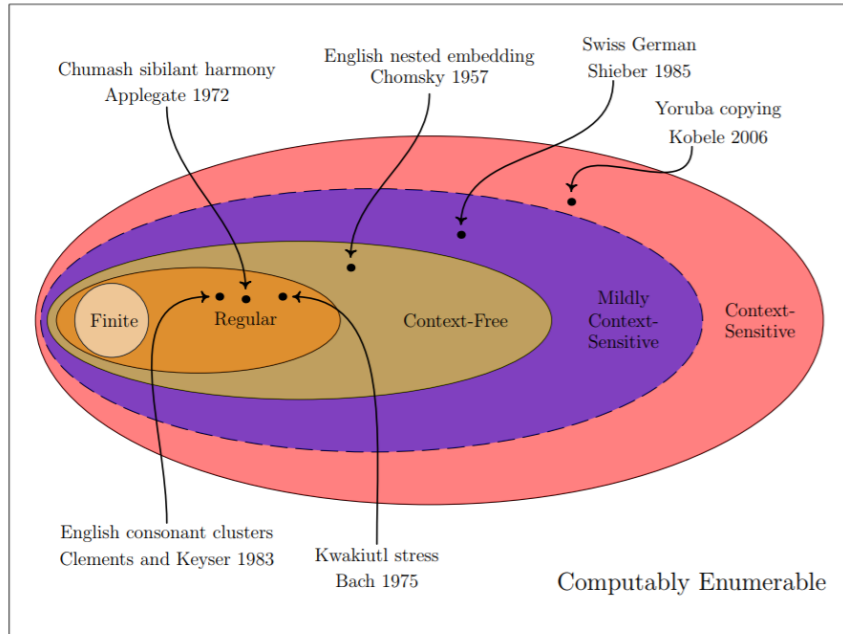 Swiss German
Shieber 1985
English nested embedding
Chomsky 1957
Chumash sibilant harmony
Applegate 1972
Yoruba copying
Kobele 2006
Finite
Regular
Context-Free
Mildly
Context-
Sensitive
Context-
Sensitive
English consonant clusters
Clements and Keyser 1983
Kwakiutl stress
Bach 1975
Computably Enumerable